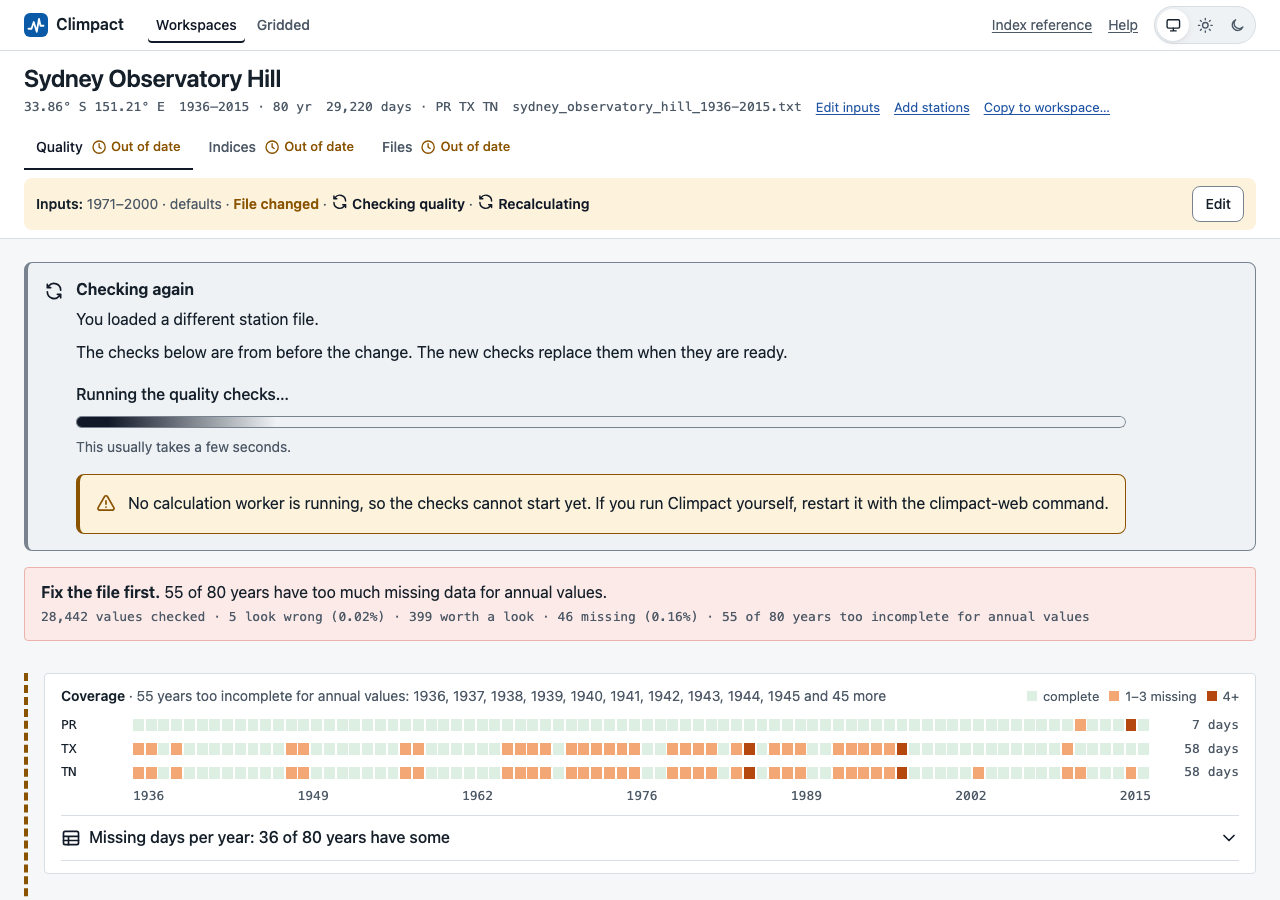 Climpact
Workspaces
Gridded
Index reference
Help
Sydney Observatory Hill
33.86° S 151.21° E 1936–2015 · 80 yr 29,220 days · PR TX TN sydney_observatory_hill_1936–2015.txt Edit inputs Add stations Copy to workspace…
Quality Out of date Indices Out of date Files Out of date
Inputs: 1971–2000 · defaults · File changed · Checking quality · Recalculating
Edit
Checking again
You loaded a different station file.
The checks below are from before the change. The new checks replace them when they are ready.
Running the quality checks…
This usually takes a few seconds.
No calculation worker is running, so the checks cannot start yet. If you run Climpact yourself, restart it with the climpact-web command.
Fix the file first. 55 of 80 years have too much missing data for annual values.
28,442 values checked · 5 look wrong (0.02%) · 399 worth a look · 46 missing (0.16%) · 55 of 80 years too incomplete for annual values
Coverage · 55 years too incomplete for annual values: 1936, 1937, 1938, 1939, 1940, 1941, 1942, 1943, 1944, 1945 and 45 more
complete 1–3 missing 4+
PR 7 days
TX 58 days
TN 58 days
1936 1949 1962 1976 1989 2002 2015
Missing days per year: 36 of 80 years have some